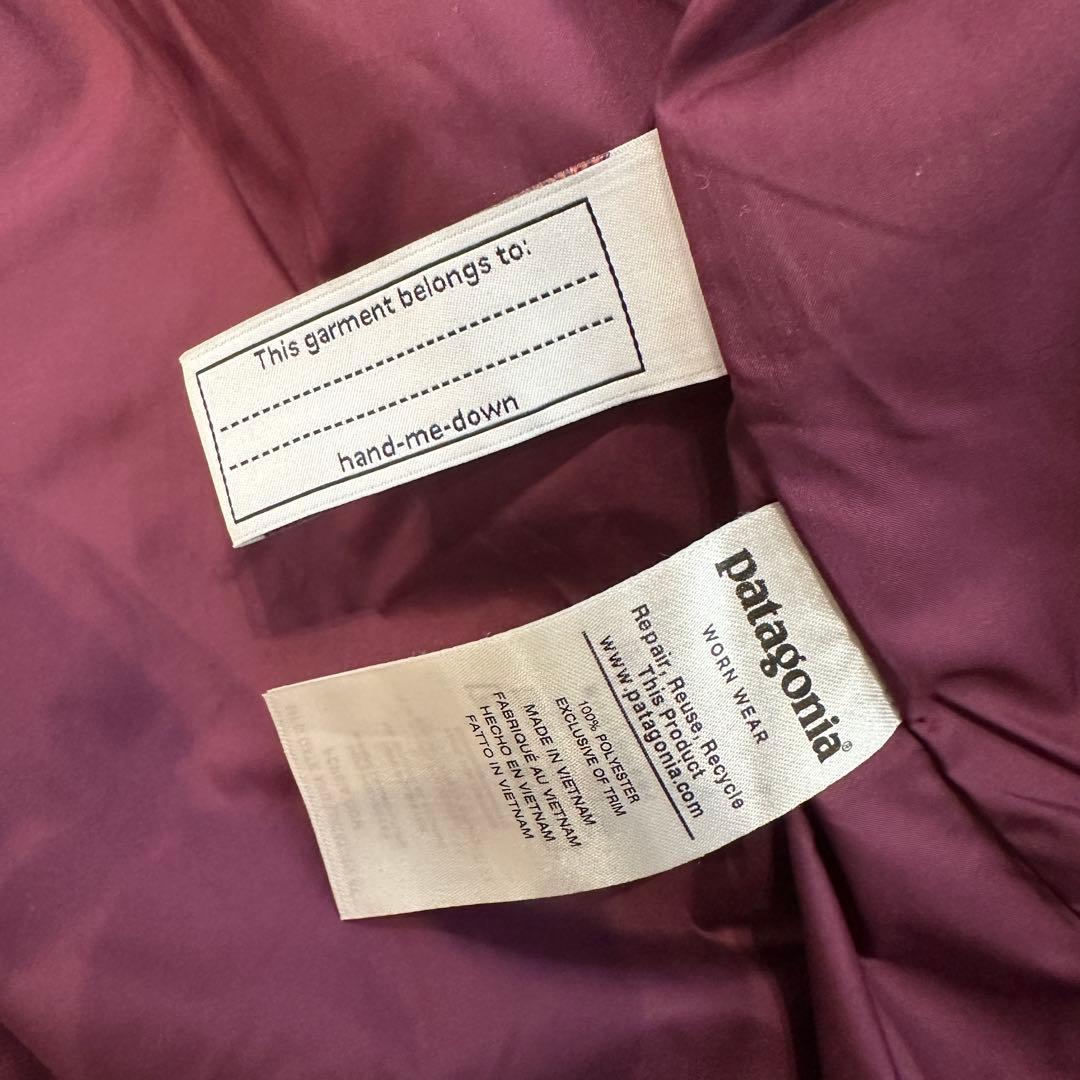 This garment belongs to:
hand-me-down
patagonia®
WORN WEAR
Repair, Reuse, Recycle
This Product
www.patagonia.com
100% POLYESTER
EXCLUSIVE OF TRIM
MADE IN VIETNAM
FABRIQUÉ AU VIETNAM
HECHO EN VIETNAM
FATTO IN VIETNAM